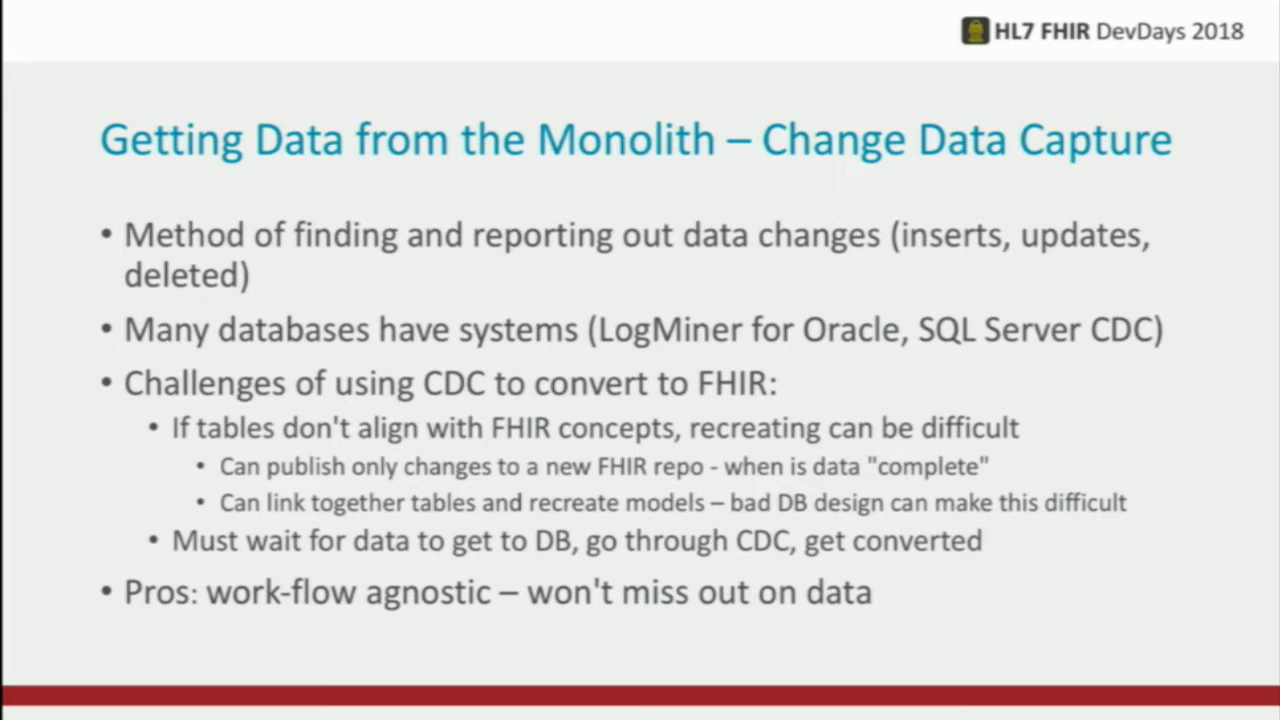 HL7 FHIR DevDays 2018
Getting Data from the Monolith – Change Data Capture
• Method of finding and reporting out data changes (inserts, updates,
deleted)
• Many databases have systems (LogMiner for Oracle, SQL Server CDC)
• Challenges of using CDC to convert to FHIR:
• If tables don't align with FHIR concepts, recreating can be difficult
• Can publish only changes to a new FHIR repo - when is data "complete"
• Can link together tables and recreate models – bad DB design can make this difficult
• Must wait for data to get to DB, go through CDC, get converted
• Pros: work-flow agnostic – won't miss out on data